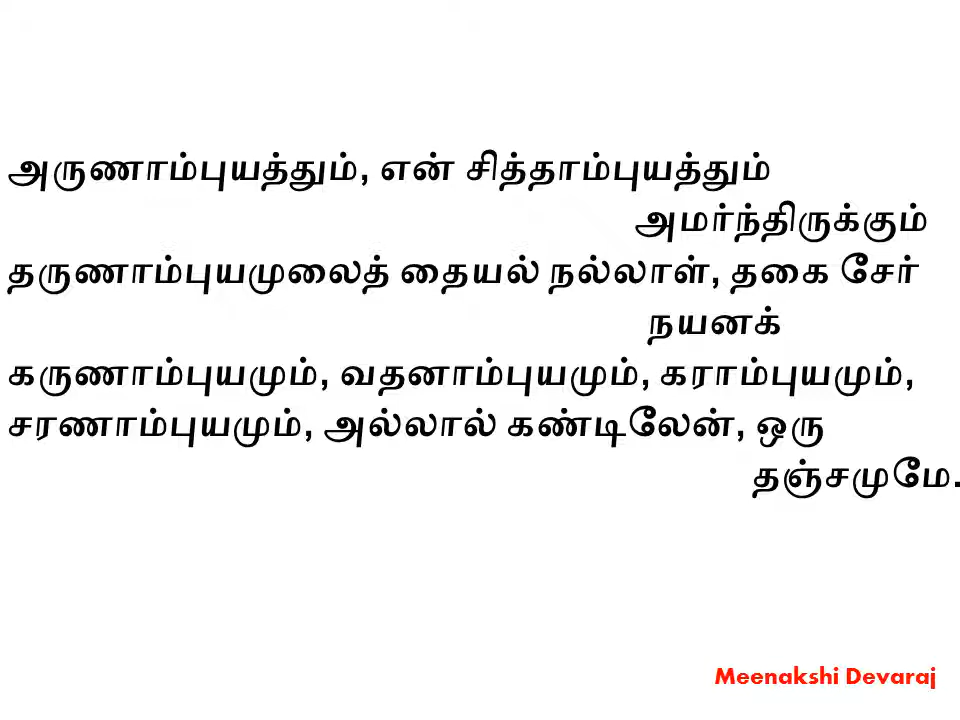 அருணாம்புயத்தும், என் சித்தாம்புயத்தும்
அமர்ந்திருக்கும்
தருணாம்புயமுலைத் தையல் நல்லாள், தகை சேர்
நயனக்
கருணாம்புயமும், வதனாம்புயமும், கராம்புயமும்,
சரணாம்புயமும், அல்லால் கண்டிலேன், ஒரு
தஞ்சமுமே.
Meenakshi Devaraj